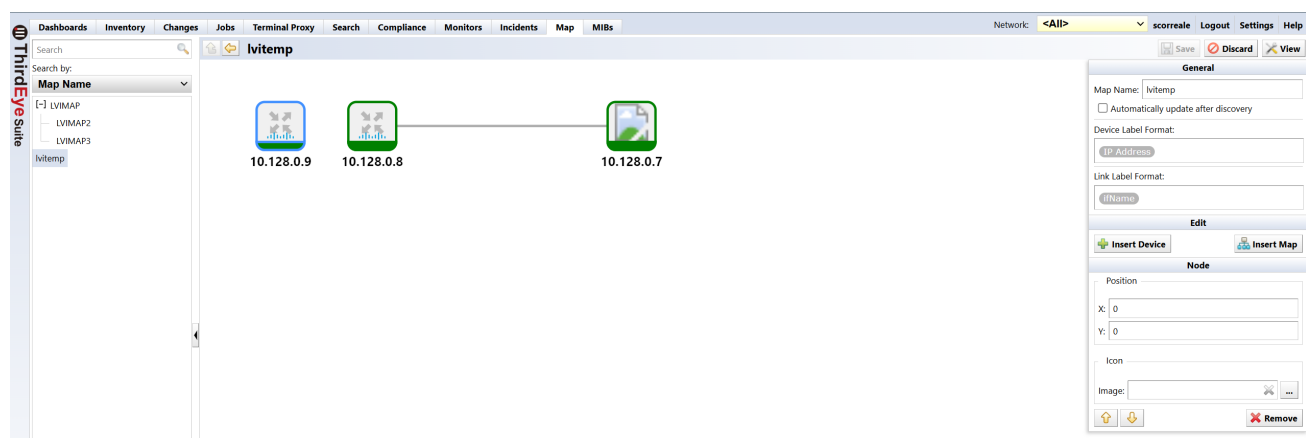 Dashboards Inventory Changes Jobs Terminal Proxy Search Compliance Monitors Incidents Map MIBs Network: <All> scorreale Logout Settings Help
ThirdEye Suite
Search
lvitemp
Save Discard View
Search by:
Map Name
[-] LVIMAP
LVIMAP2
LVIMAP3
lvitemp
10.128.0.9 10.128.0.8 10.128.0.7
General
Map Name: lvitemp
Automatically update after discovery
Device Label Format:
IP Address
Link Label Format:
IfName
Edit
Insert Device Insert Map
Node
Position
X: 0
Y: 0
Icon
Image: ...
Remove